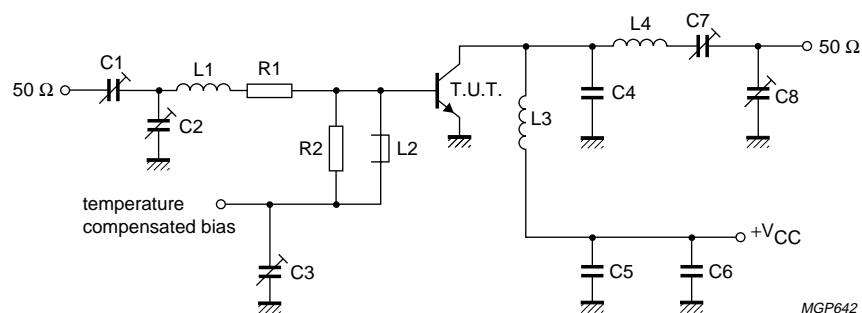 50 Ω
C1
L1
R1
C2
R2
L2
T.U.T.
L3
C4
L4
C7
50 Ω
C8
temperature
compensated bias
C3
+VCC
C5
C6
MGP642